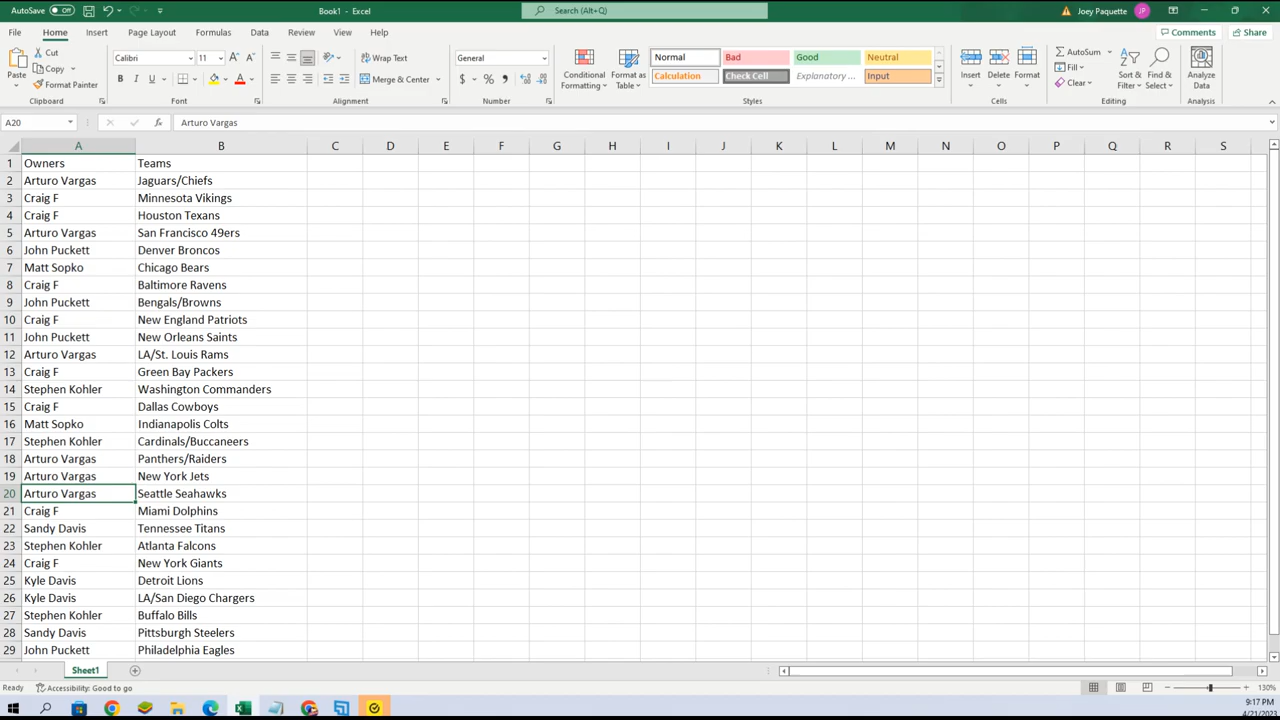 AutoSave Off Book1 - Excel Search (Alt+Q) Joey Paquette JP
File Home Insert Page Layout Formulas Data Review View Help Comments Share
Paste Cut Copy Format Painter Clipboard
Calibri 11 A A B I U A Font
ab Wrap Text Merge & Center Alignment
General $ % , Number
Conditional Formatting Format as Table Normal Bad Good Neutral
Calculation Check Cell Explanatory ... Input Styles
Insert Delete Format Cells
AutoSum Fill Clear Sort & Filter Find & Select Editing
Analyze Data Analysis
A20 fx Arturo Vargas
A B C D E F G H I J K L M N O P Q R S
1 Owners Teams
2 Arturo Vargas Jaguars/Chiefs
3 Craig F Minnesota Vikings
4 Craig F Houston Texans
5 Arturo Vargas San Francisco 49ers
6 John Puckett Denver Broncos
7 Matt Sopko Chicago Bears
8 Craig F Baltimore Ravens
9 John Puckett Bengals/Browns
10 Craig F New England Patriots
11 John Puckett New Orleans Saints
12 Arturo Vargas LA/St. Louis Rams
13 Craig F Green Bay Packers
14 Stephen Kohler Washington Commanders
15 Craig F Dallas Cowboys
16 Matt Sopko Indianapolis Colts
17 Stephen Kohler Cardinals/Buccaneers
18 Arturo Vargas Panthers/Raiders
19 Arturo Vargas New York Jets
20 Arturo Vargas Seattle Seahawks
21 Craig F Miami Dolphins
22 Sandy Davis Tennessee Titans
23 Stephen Kohler Atlanta Falcons
24 Craig F New York Giants
25 Kyle Davis Detroit Lions
26 Kyle Davis LA/San Diego Chargers
27 Stephen Kohler Buffalo Bills
28 Sandy Davis Pittsburgh Steelers
29 John Puckett Philadelphia Eagles
Sheet1
Ready Accessibility: Good to go 130%
9:17 PM
4/21/2023